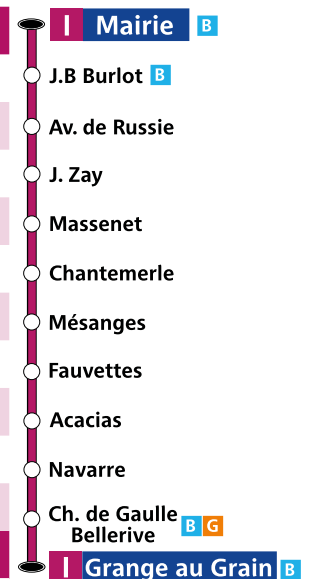 I Mairie B
J.B Burlot B
Av. de Russie
J. Zay
Massenet
Chantemerle
Mésanges
Fauvettes
Acacias
Navarre
Ch. de Gaulle
Bellerive B G
I Grange au Grain B